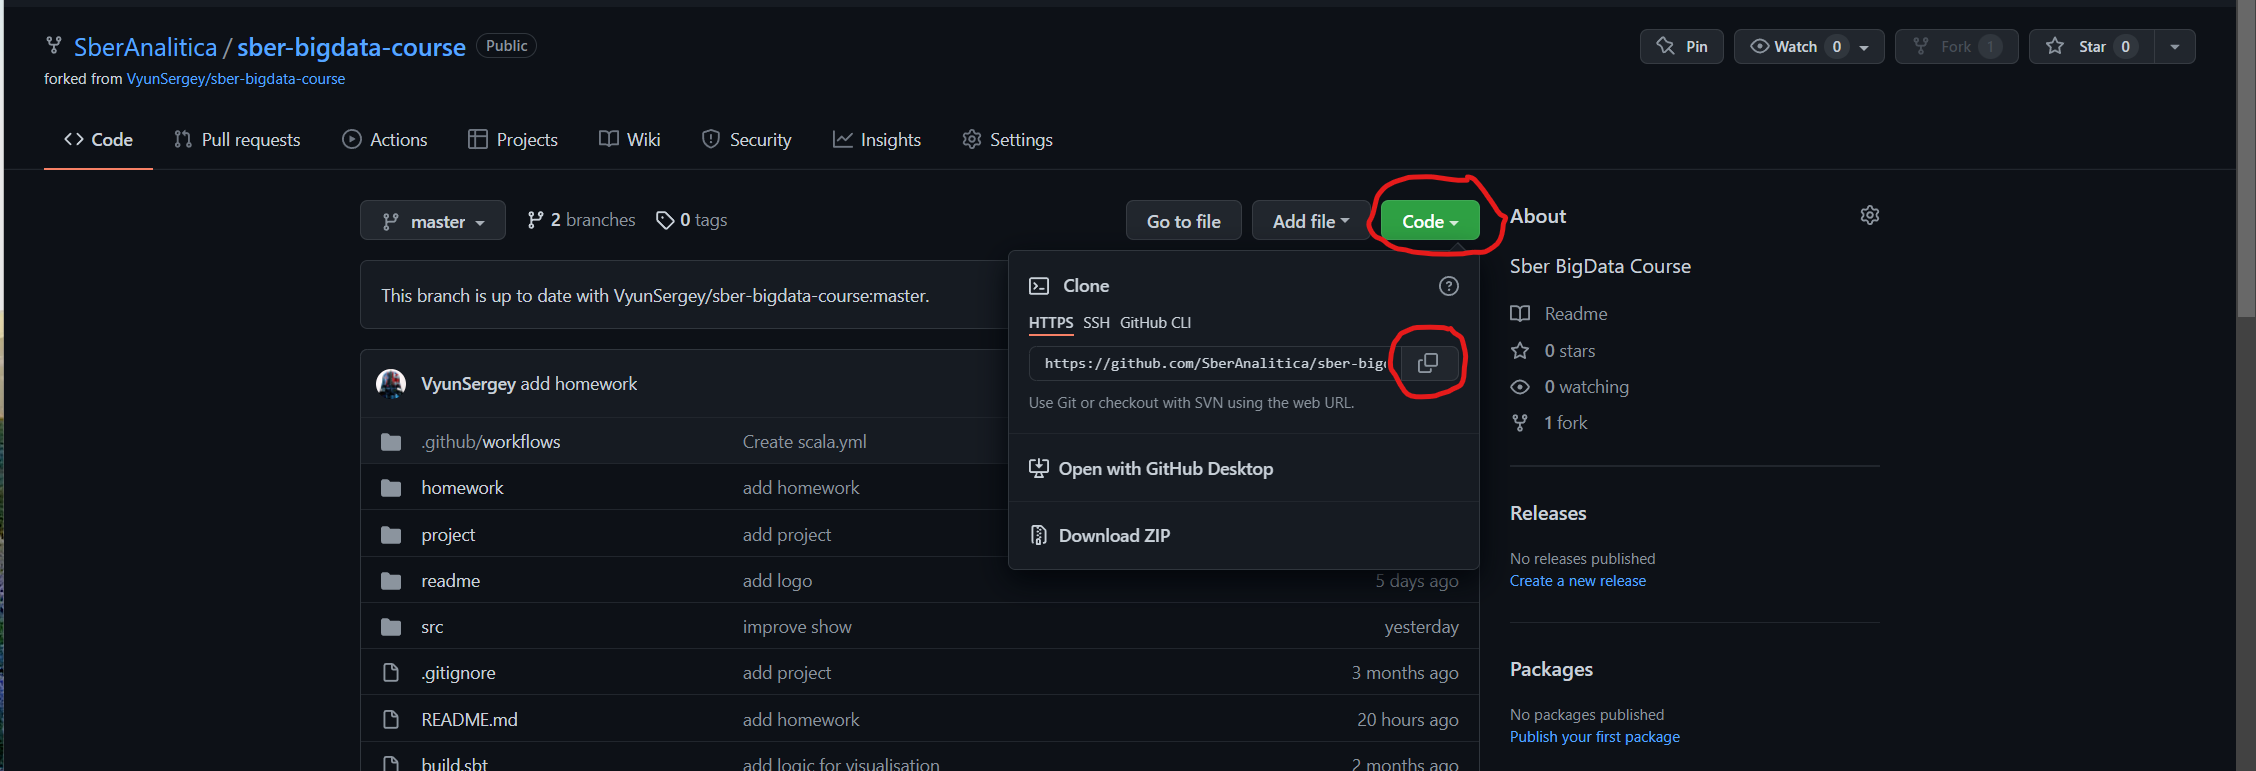 SberAnalitica / sber-bigdata-course Public
Pin Watch 0 Fork 1 Star 0
forked from VyunSergey/sber-bigdata-course
Code Pull requests Actions Projects Wiki Security Insights Settings
master 2 branches 0 tags Go to file Add file Code
This branch is up to date with VyunSergey/sber-bigdata-course:master.
Clone
HTTPS SSH GitHub CLI
https://github.com/SberAnalitica/sber-big
Use Git or checkout with SVN using the web URL.
Open with GitHub Desktop
Download ZIP
VyunSergey add homework
.github/workflows Create scala.yml
homework add homework
project add project
readme add logo 5 days ago
src improve show yesterday
.gitignore add project 3 months ago
README.md add homework 20 hours ago
build.sbt add logic for visualisation 2 months ago
About
Sber BigData Course
Readme
0 stars
0 watching
1 fork
Releases
No releases published
Create a new release
Packages
No packages published
Publish your first package